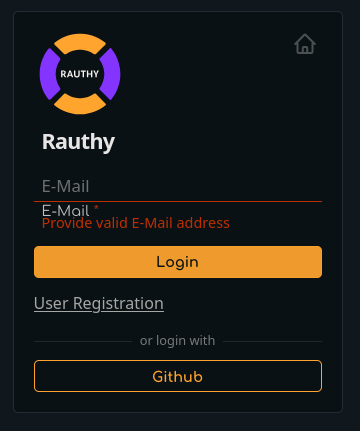 RAUTHY
Rauthy
E-Mail
E-Mail *
Provide valid E-Mail address
Login
User Registration
or login with
Github